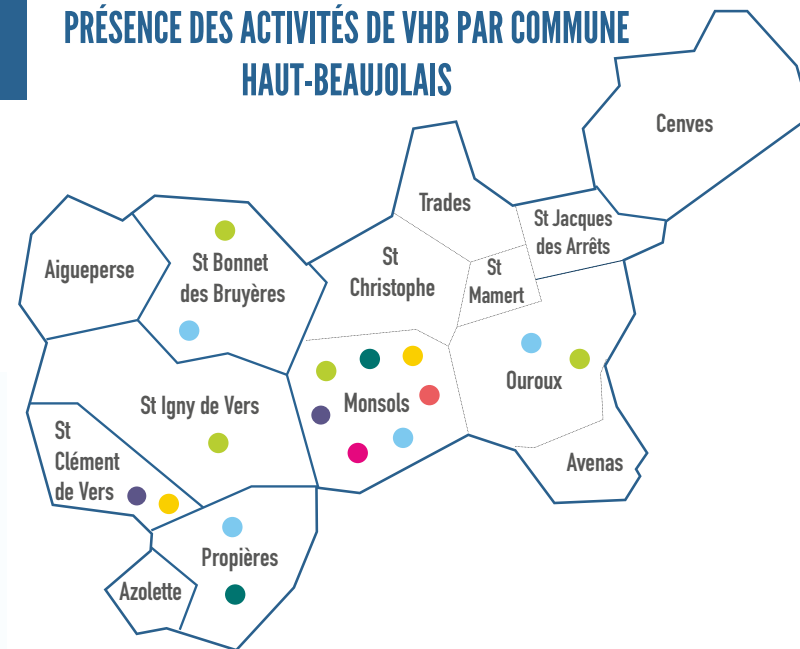 PRÉSENCE DES ACTIVITÉS DE VHB PAR COMMUNE
HAUT-BEAUJOLAIS
Cenves
Trades
St Jacques
des Arrêts
Aigueperse
St Bonnet
des Bruyères
St
Christophe
St
Mamert
Ouroux
Monsols
St Igny de Vers
St
Clément
de Vers
Avenas
Propières
Azolette